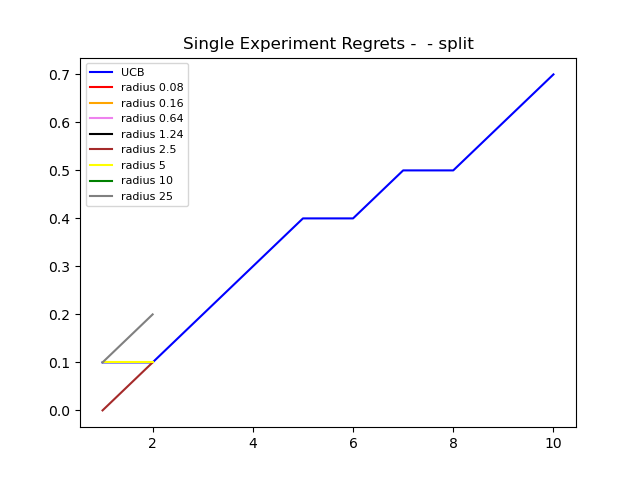 Single Experiment Regrets -  - split
UCB
radius 0.08
radius 0.16
radius 0.64
radius 1.24
radius 2.5
radius 5
radius 10
radius 25
0.7
0.6
0.5
0.4
0.3
0.2
0.1
0.0
2 4 6 8 10